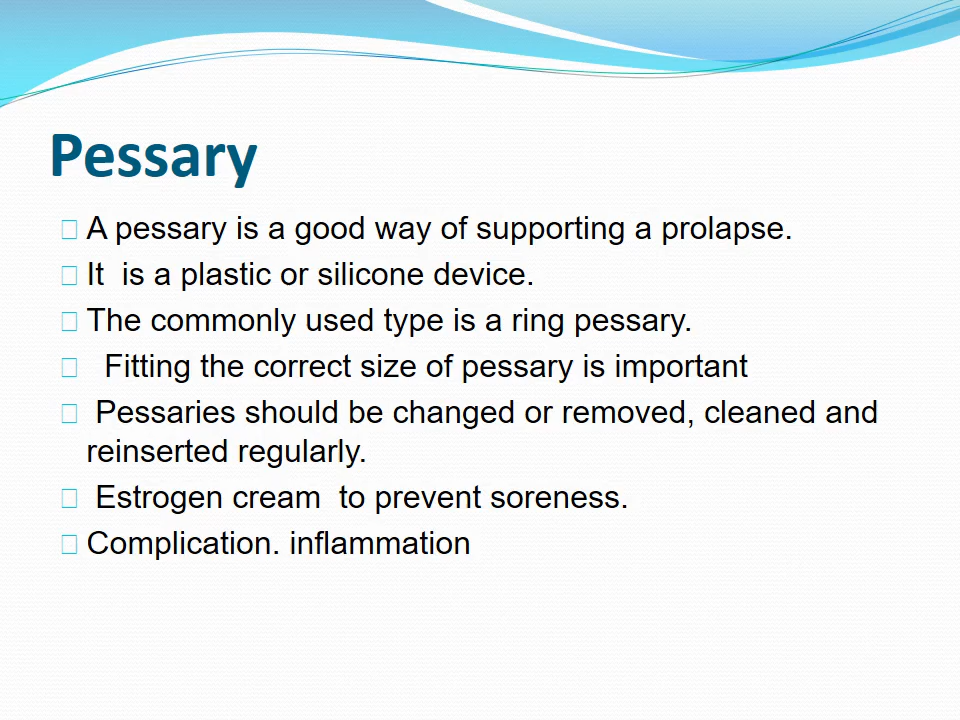 Pessary
A pessary is a good way of supporting a prolapse.
It  is a plastic or silicone device.
The commonly used type is a ring pessary.
Fitting the correct size of pessary is important
Pessaries should be changed or removed, cleaned and
reinserted regularly.
Estrogen cream  to prevent soreness.
Complication. inflammation